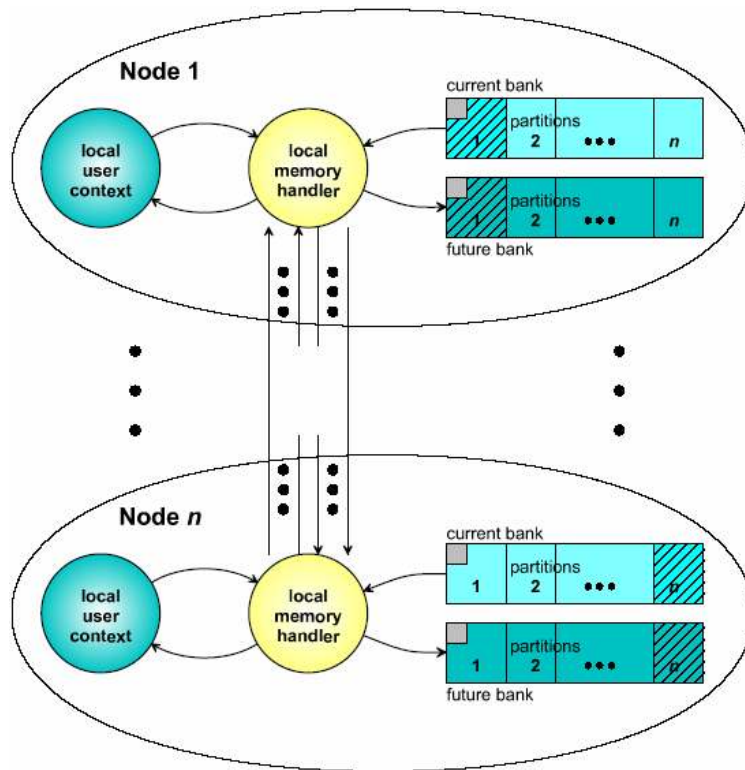 Node 1
local
user
context
local
memory
handler
current bank
partitions
1 2 n
partitions
1 2 n
future bank
Node n
local
user
context
local
memory
handler
current bank
partitions
1 2 n
partitions
1 2 n
future bank